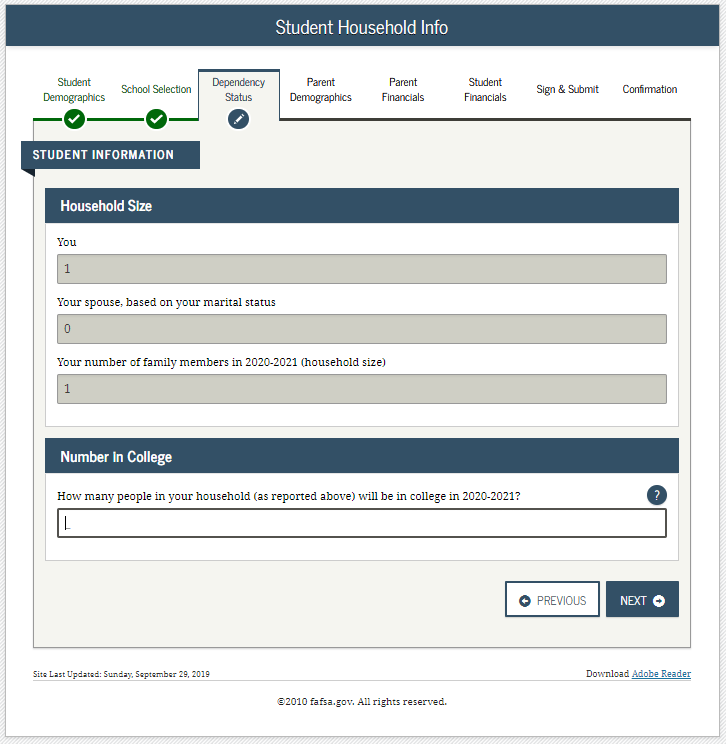 Student Household Info
Student
Demographics
School Selection
Dependency
Status
Parent
Demographics
Parent
Financials
Student
Financials
Sign & Submit
Confirmation
STUDENT INFORMATION
Household Size
You
1
Your spouse, based on your marital status
0
Your number of family members in 2020-2021 (household size)
1
Number in College
How many people in your household (as reported above) will be in college in 2020-2021?
?
PREVIOUS
NEXT
Site Last Updated: Sunday, September 29, 2019
Download Adobe Reader
©2010 fafsa.gov. All rights reserved.